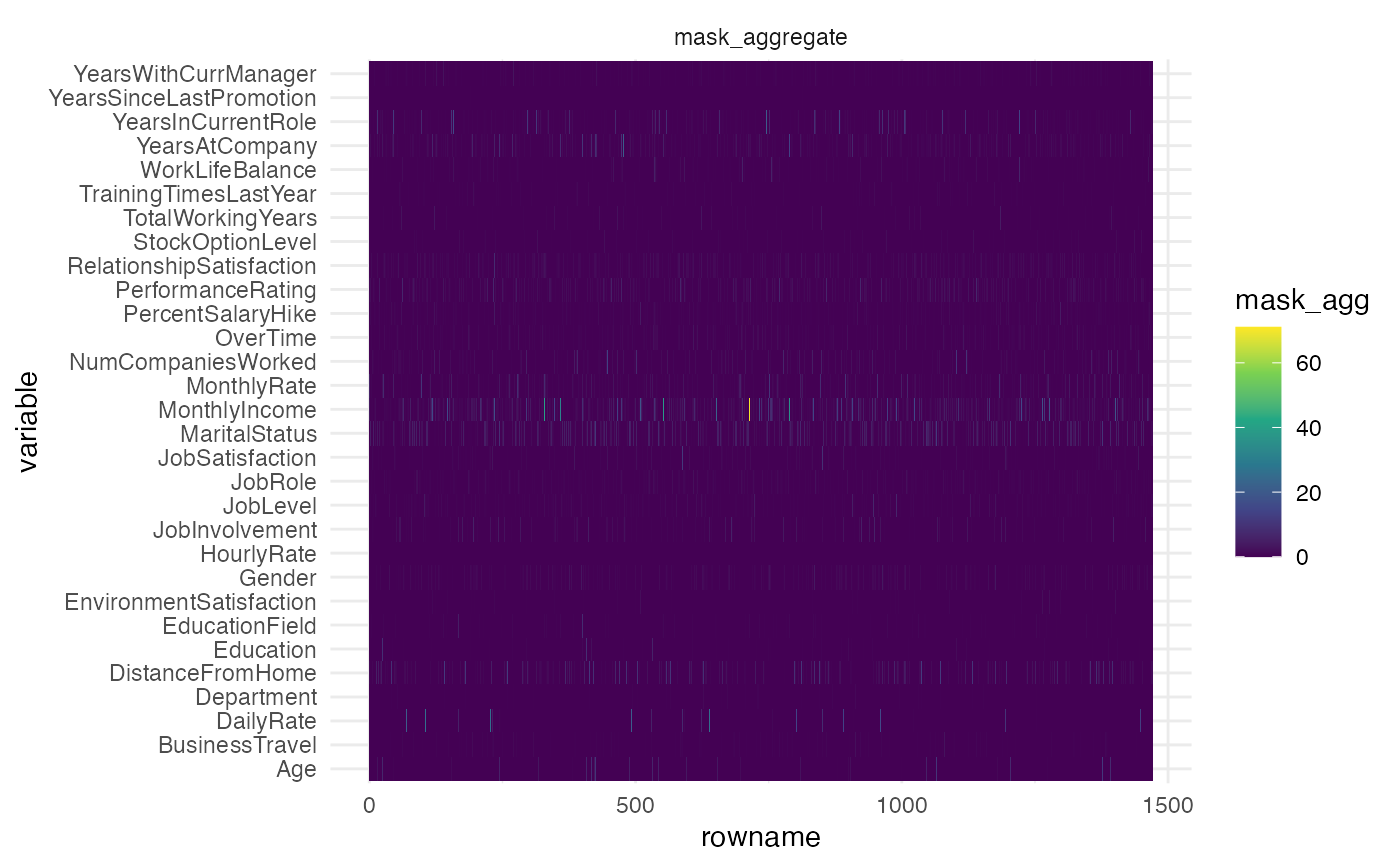 mask_aggregate
YearsWithCurrManager
YearsSinceLastPromotion
YearsInCurrentRole
YearsAtCompany
WorkLifeBalance
TrainingTimesLastYear
TotalWorkingYears
StockOptionLevel
RelationshipSatisfaction
PerformanceRating
PercentSalaryHike
OverTime
NumCompaniesWorked
MonthlyRate
MonthlyIncome
MaritalStatus
JobSatisfaction
JobRole
JobLevel
JobInvolvement
HourlyRate
Gender
EnvironmentSatisfaction
EducationField
Education
DistanceFromHome
Department
DailyRate
BusinessTravel
Age
variable
0 500 1000 1500
rowname
mask_agg
60
40
20
0